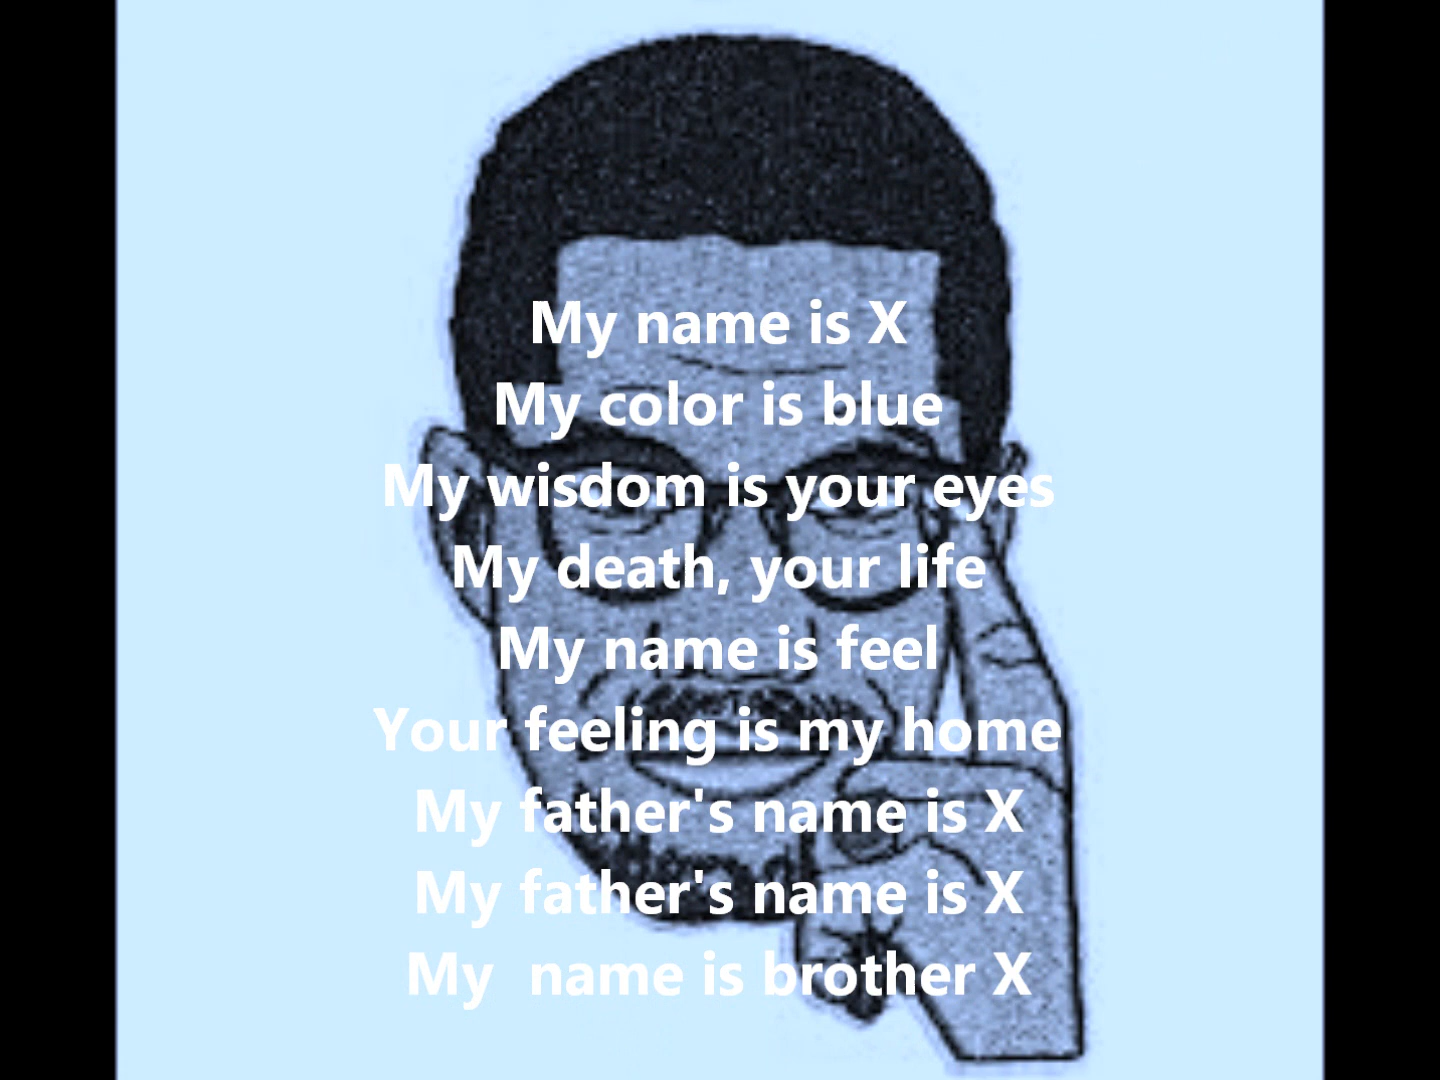 My name is X
My color is blue
My wisdom is your eyes
My death, your life
My name is feel
Your feeling is my home
My father's name is X
My father's name is X
My  name is brother X